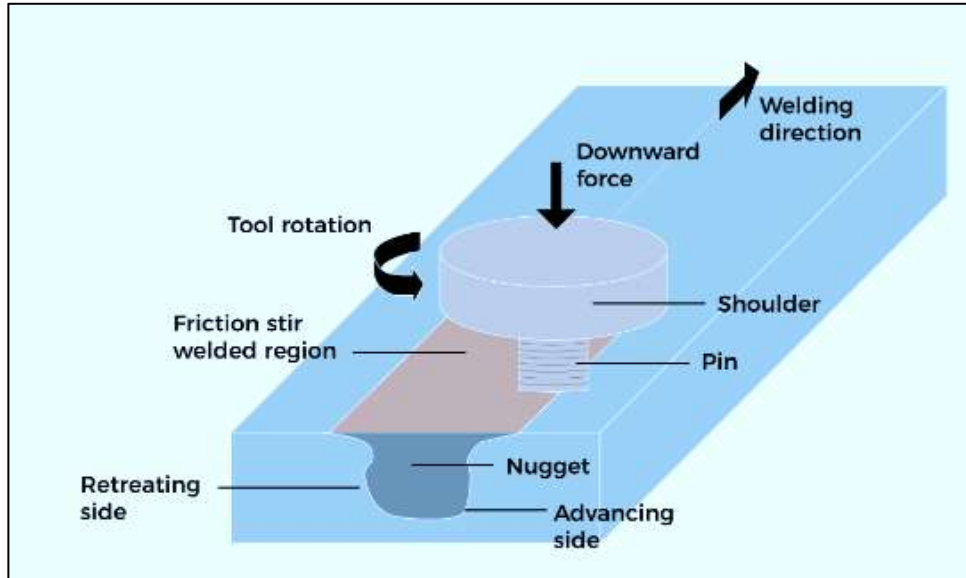 Welding
direction
Downward
force
Tool rotation
Shoulder
Friction stir
welded region
Pin
Nugget
Retreating
side
Advancing
side